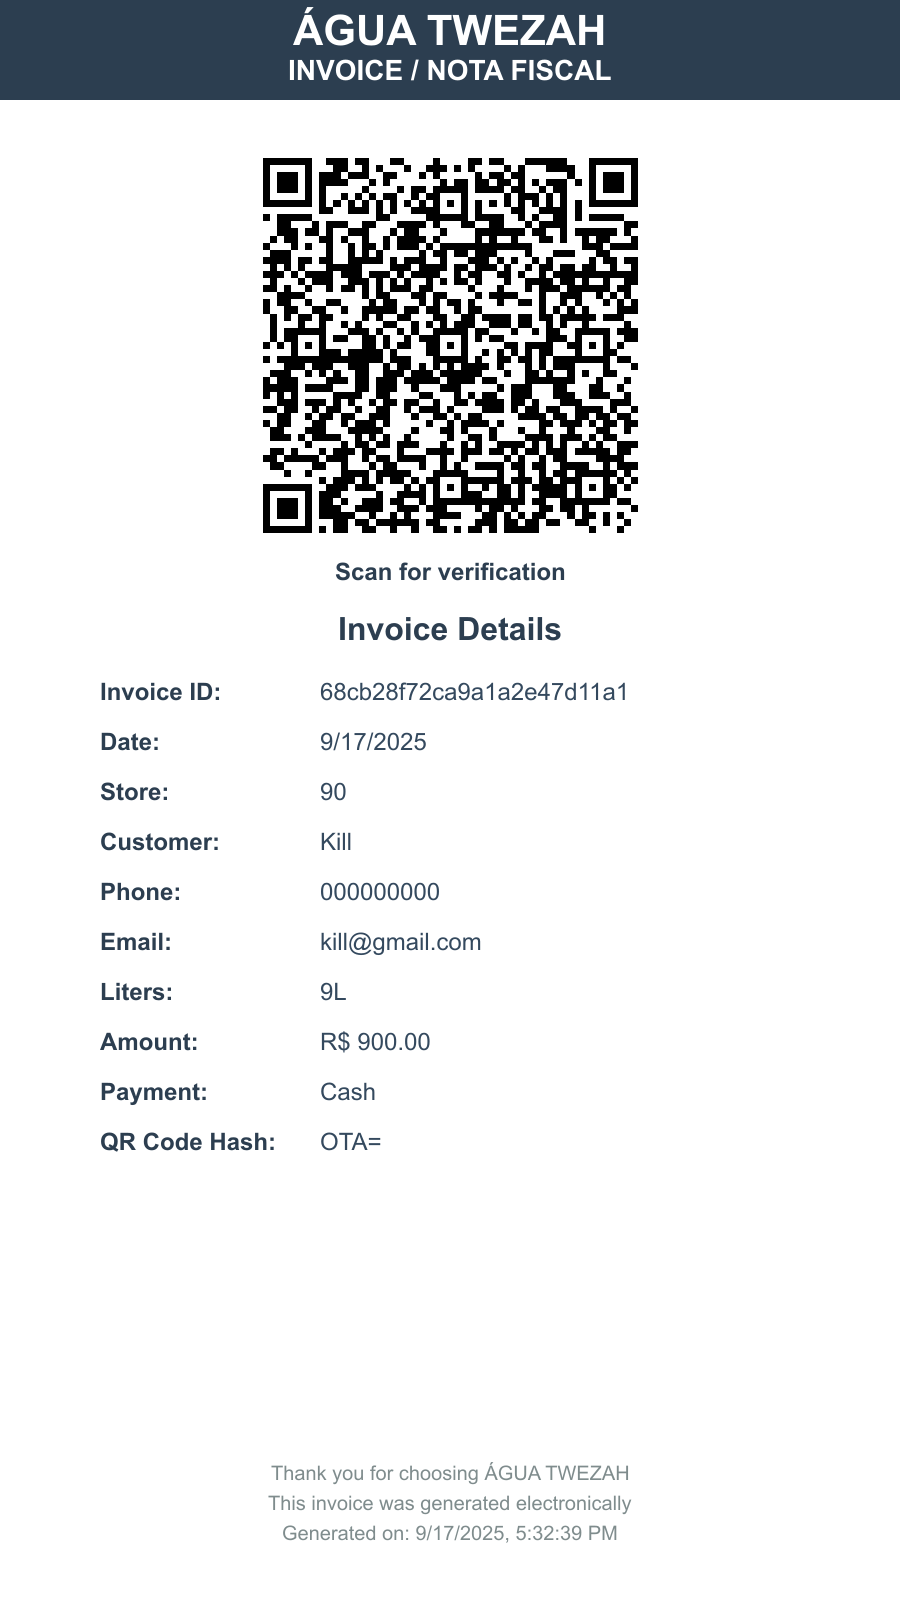 ÁGUA TWEZAH
INVOICE / NOTA FISCAL
Scan for verification
Invoice Details
Invoice ID: 68cb28f72ca9a1a2e47d11a1
Date: 9/17/2025
Store: 90
Customer: Kill
Phone: 000000000
Email: kill@gmail.com
Liters: 9L
Amount: R$ 900.00
Payment: Cash
QR Code Hash: OTA=
Thank you for choosing ÁGUA TWEZAH
This invoice was generated electronically
Generated on: 9/17/2025, 5:32:39 PM